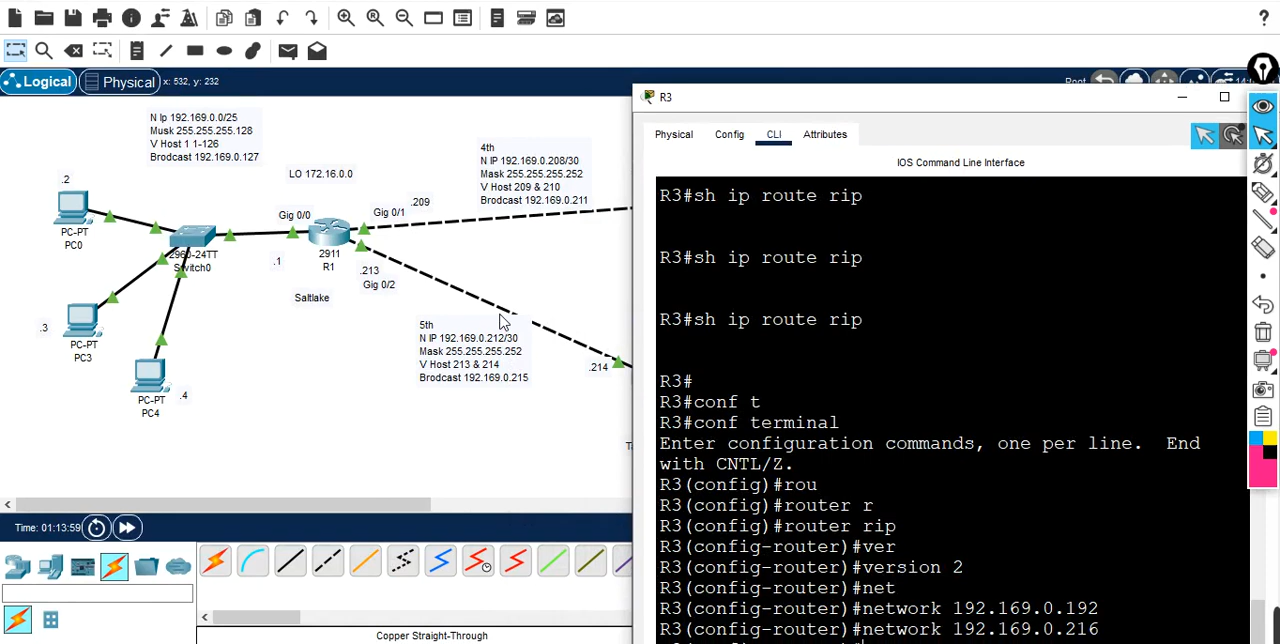 Logical
Physical
x: 532, y: 232
Root
?
R3
Physical
Config
CLI
Attributes
IOS Command Line Interface
N Ip 192.169.0.0/25
Musk 255.255.255.128
V Host 1 1-126
Brodcast 192.169.0.127
LO 172.16.0.0
4th
N IP 192.169.0.208/30
Mask 255.255.255.252
V Host 209 & 210
Brodcast 192.169.0.211
.2
PC-PT
PC0
2960-24TT
Switch0
Gig 0/0
Gig 0/1
.209
2911
R1
.1
.213
Gig 0/2
Saltlake
.3
PC-PT
PC3
5th
N IP 192.169.0.212/30
Mask 255.255.255.252
V Host 213 & 214
Brodcast 192.169.0.215
.214
PC-PT
PC4
.4
R3#sh ip route rip
R3#sh ip route rip
R3#sh ip route rip
R3#
R3#conf t
R3#conf terminal
Enter configuration commands, one per line. End
with CNTL/Z.
R3(config)#rou
R3(config)#router r
R3(config)#router rip
R3(config-router)#ver
R3(config-router)#version 2
R3(config-router)#net
R3(config-router)#network 192.169.0.192
R3(config-router)#network 192.169.0.216
Time: 01:13:59
Copper Straight-Through